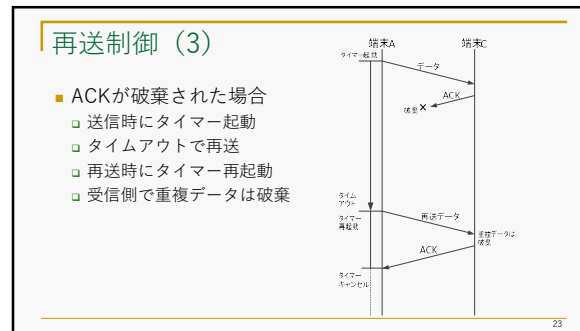 再送制御（3）
■ ACKが破棄された場合
□ 送信時にタイマー起動
□ タイムアウトで再送
□ 再送時にタイマー再起動
□ 受信側で重複データは破棄
端末A
端末C
タイマー起動
データ
ACK
破棄×
タイム
アウト
タイマー
再起動
再送データ
重複データは
破棄
ACK
タイマー
キャンセル
23